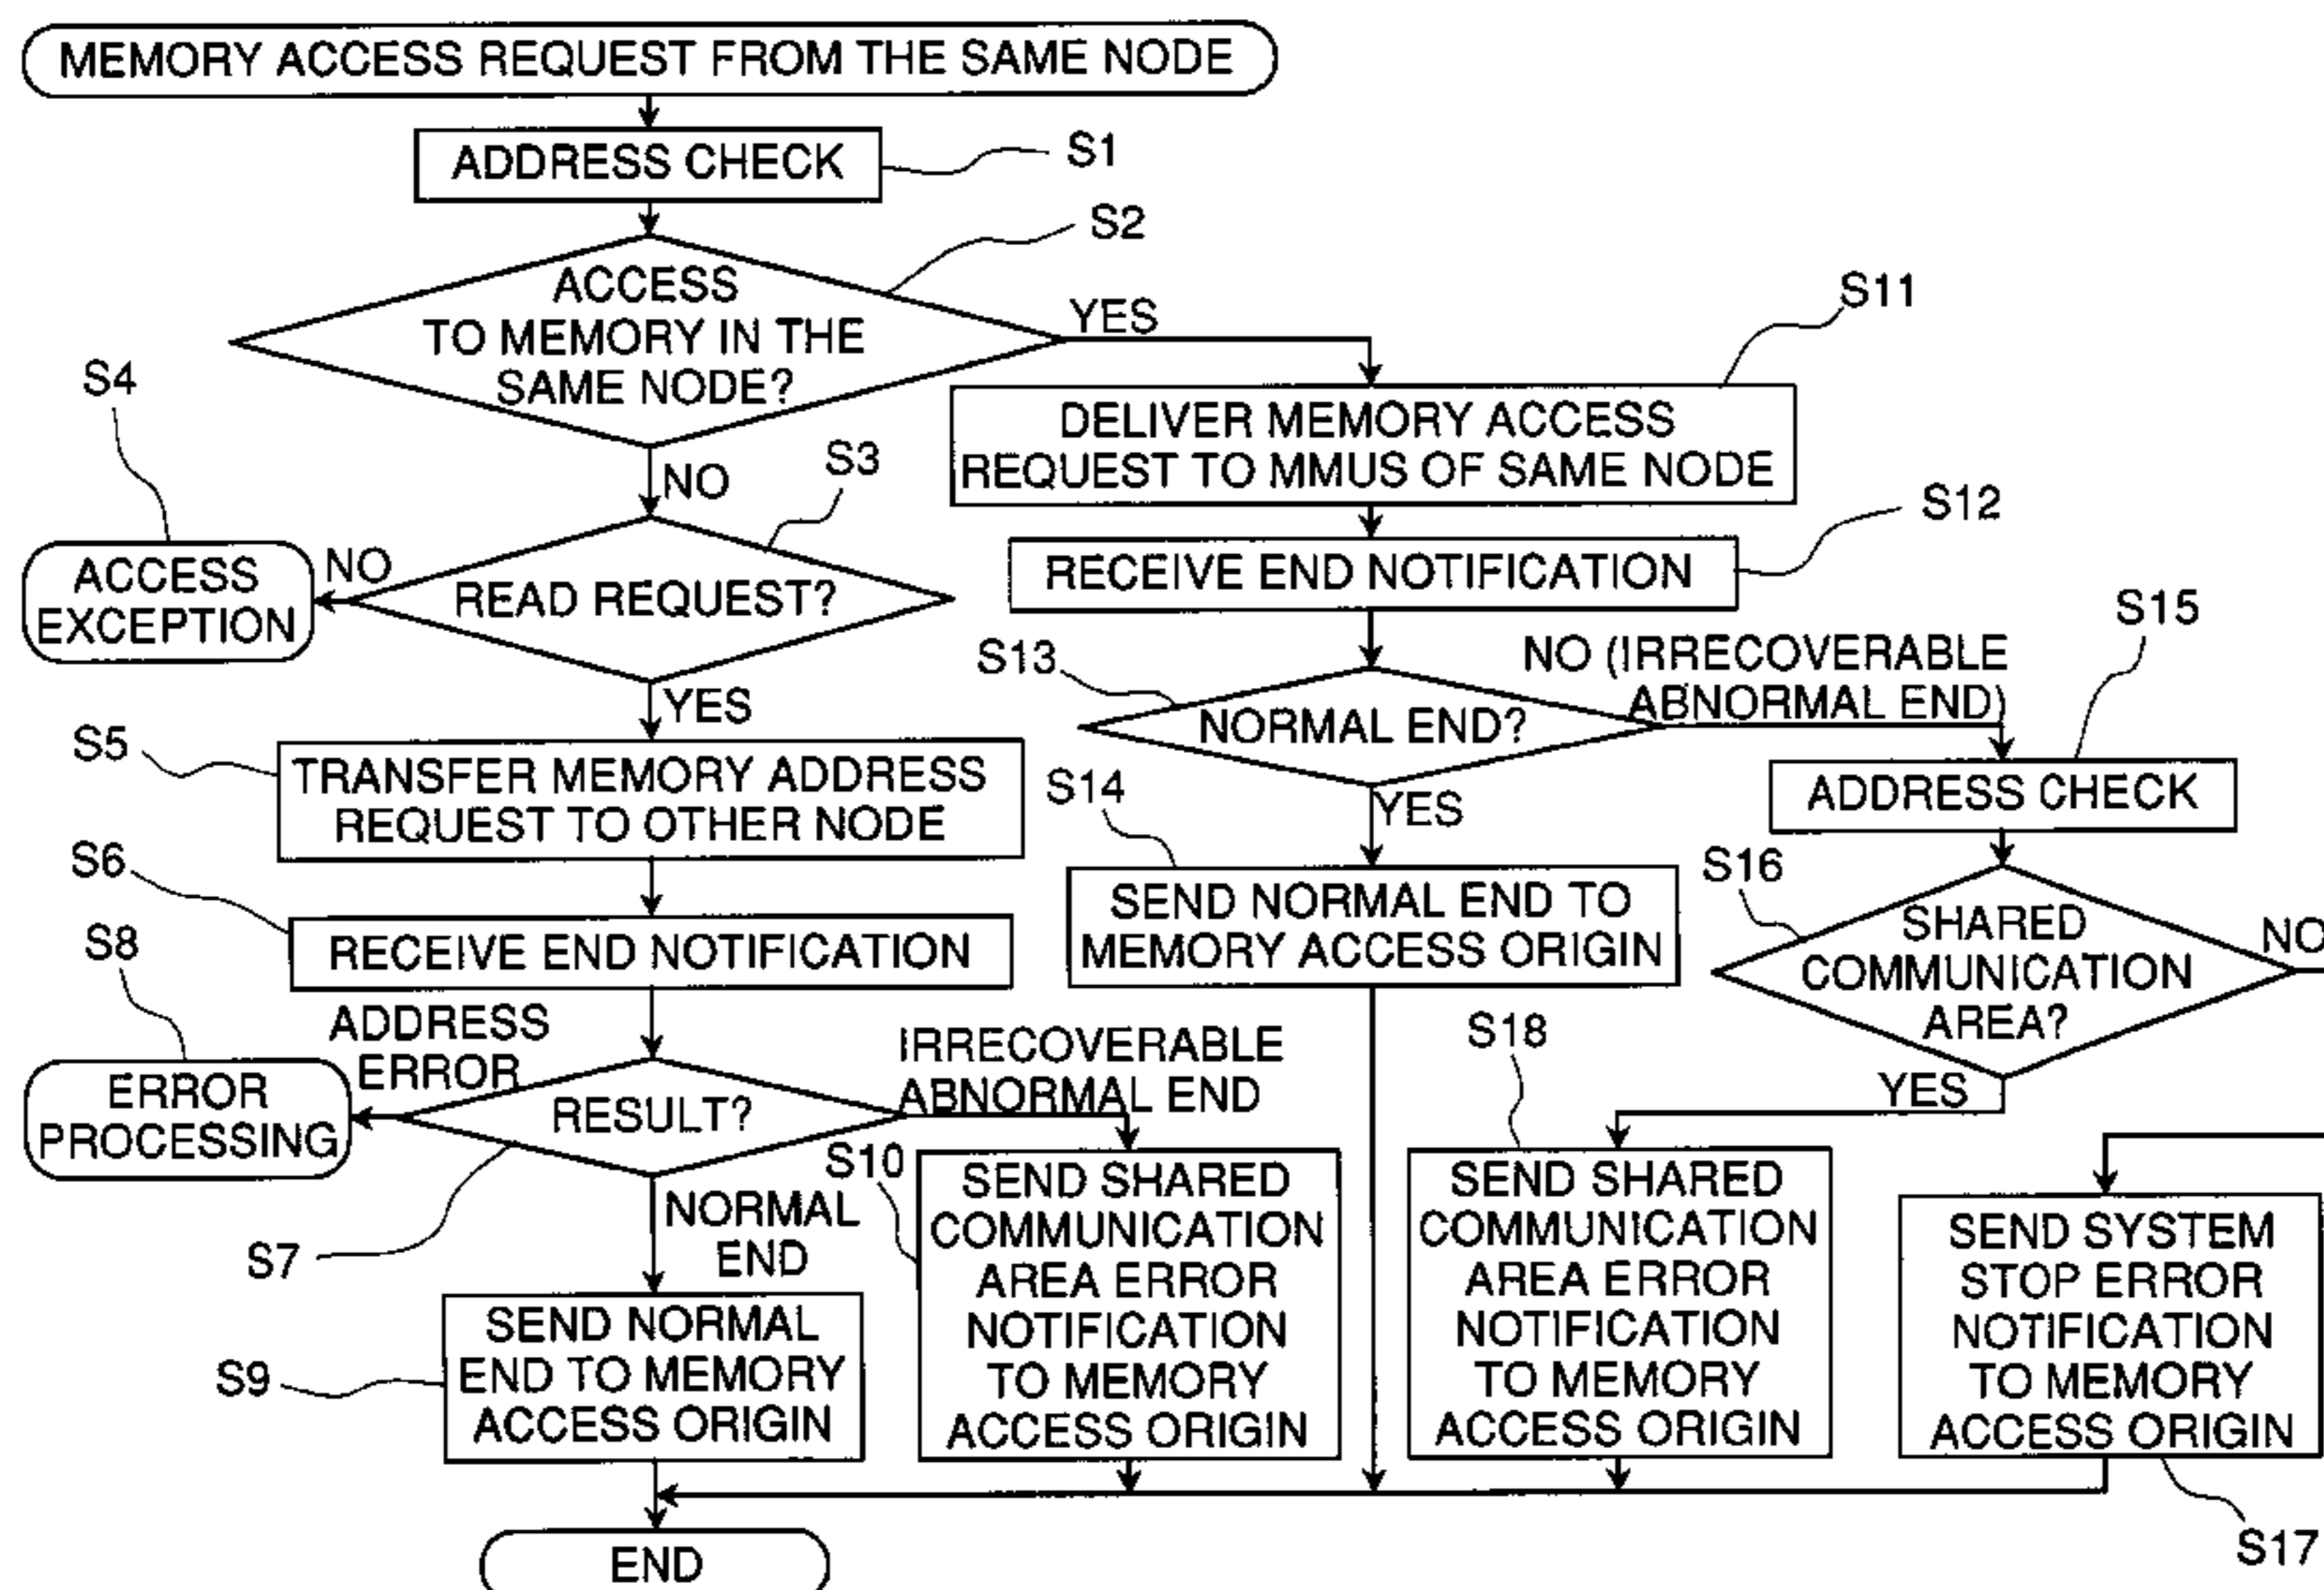 MEMORY ACCESS REQUEST FROM THE SAME NODE
ADDRESS CHECK
S1
S2
ACCESS
TO MEMORY IN THE
SAME NODE?
YES
S11
DELIVER MEMORY ACCESS
REQUEST TO MMUS OF SAME NODE
S4
NO
S3
S12
ACCESS
EXCEPTION
NO
READ REQUEST?
RECEIVE END NOTIFICATION
S15
S13
NO (IRRECOVERABLE
ABNORMAL END)
NORMAL END?
YES
S5
TRANSFER MEMORY ADDRESS
REQUEST TO OTHER NODE
S14
YES
ADDRESS CHECK
S6
RECEIVE END NOTIFICATION
SEND NORMAL END TO
MEMORY ACCESS ORIGIN
S16
SHARED
COMMUNICATION
AREA?
NO
S8
ADDRESS
ERROR
ERROR
PROCESSING
RESULT?
IRRECOVERABLE
ABNORMAL END
S18
YES
S7
NORMAL
END
S10
SEND SHARED
COMMUNICATION
AREA ERROR
NOTIFICATION
TO MEMORY
ACCESS ORIGIN
SEND SHARED
COMMUNICATION
AREA ERROR
NOTIFICATION
TO MEMORY
ACCESS ORIGIN
SEND SYSTEM
STOP ERROR
NOTIFICATION
TO MEMORY
ACCESS ORIGIN
S9
SEND NORMAL
END TO MEMORY
ACCESS ORIGIN
S17
END